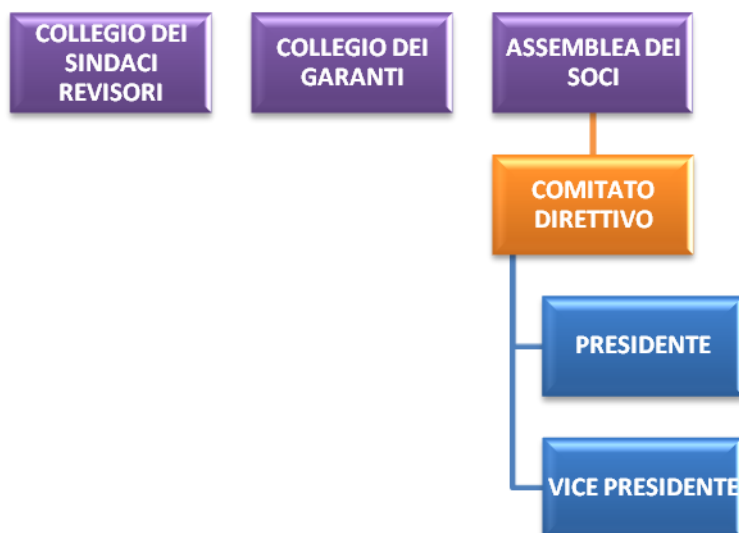 COLLEGIO DEI
SINDACI
REVISORI
COLLEGIO DEI
GARANTI
ASSEMBLEA DEI
SOCI
COMITATO
DIRETTIVO
PRESIDENTE
VICE PRESIDENTE